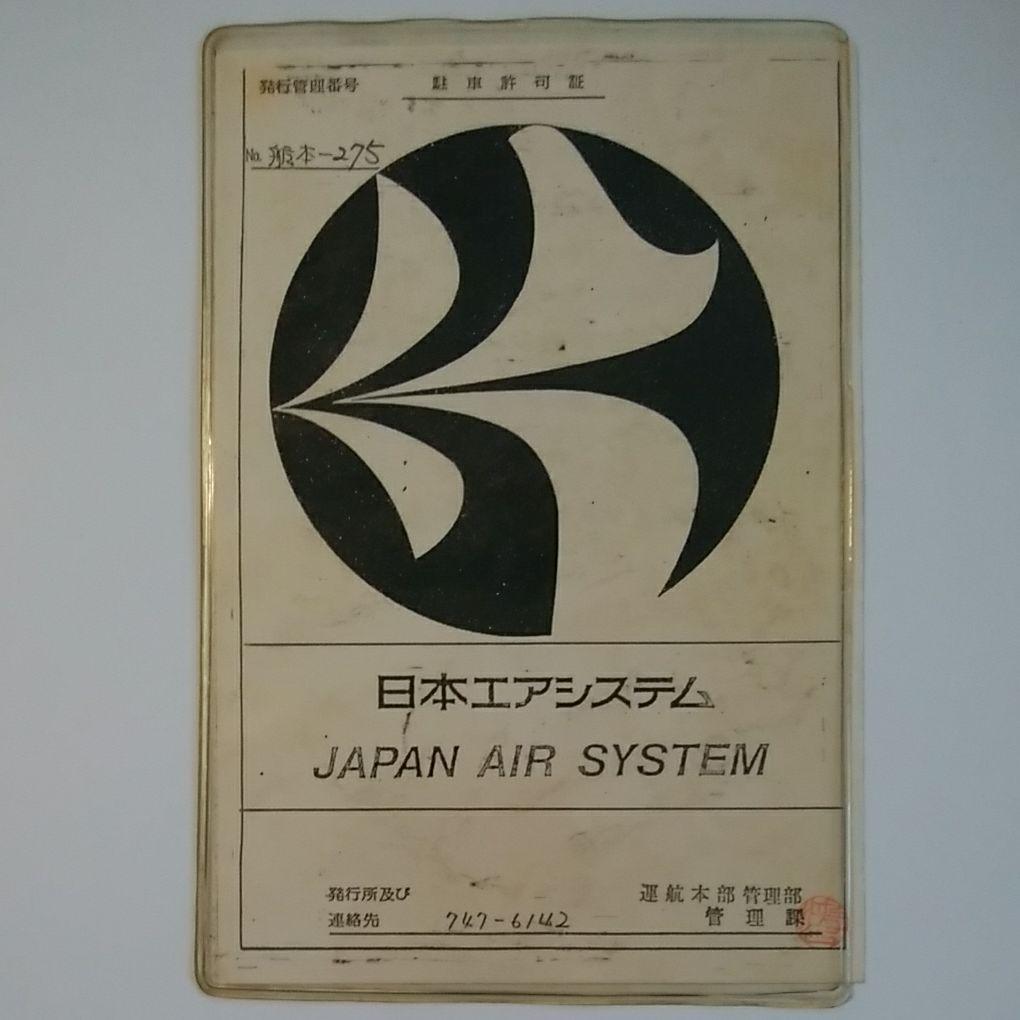 発行管理番号 駐車許可証
No. 航本-275
日本エアシステム
JAPAN AIR SYSTEM
発行所及び 運航本部管理部
連絡先 747-6142 管理課